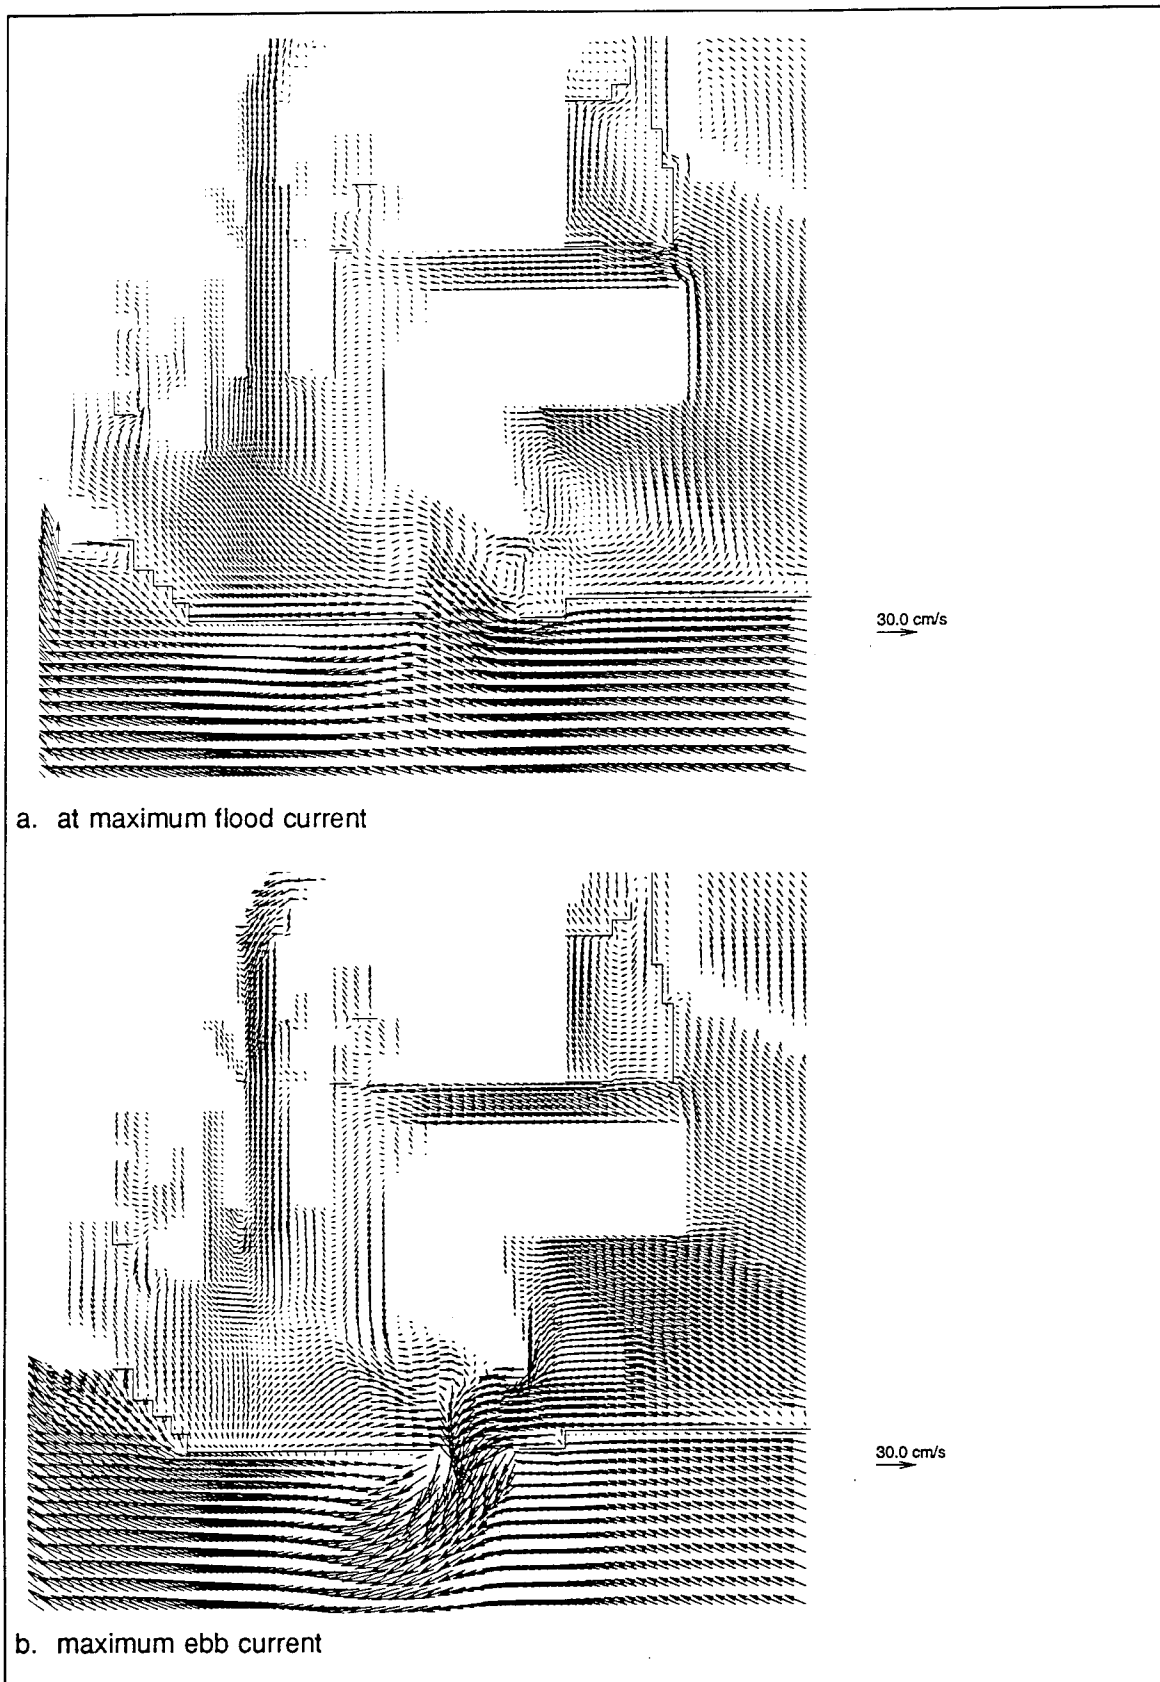 30.0 cm/s
a. at maximum flood current
30.0 cm/s
b. maximum ebb current